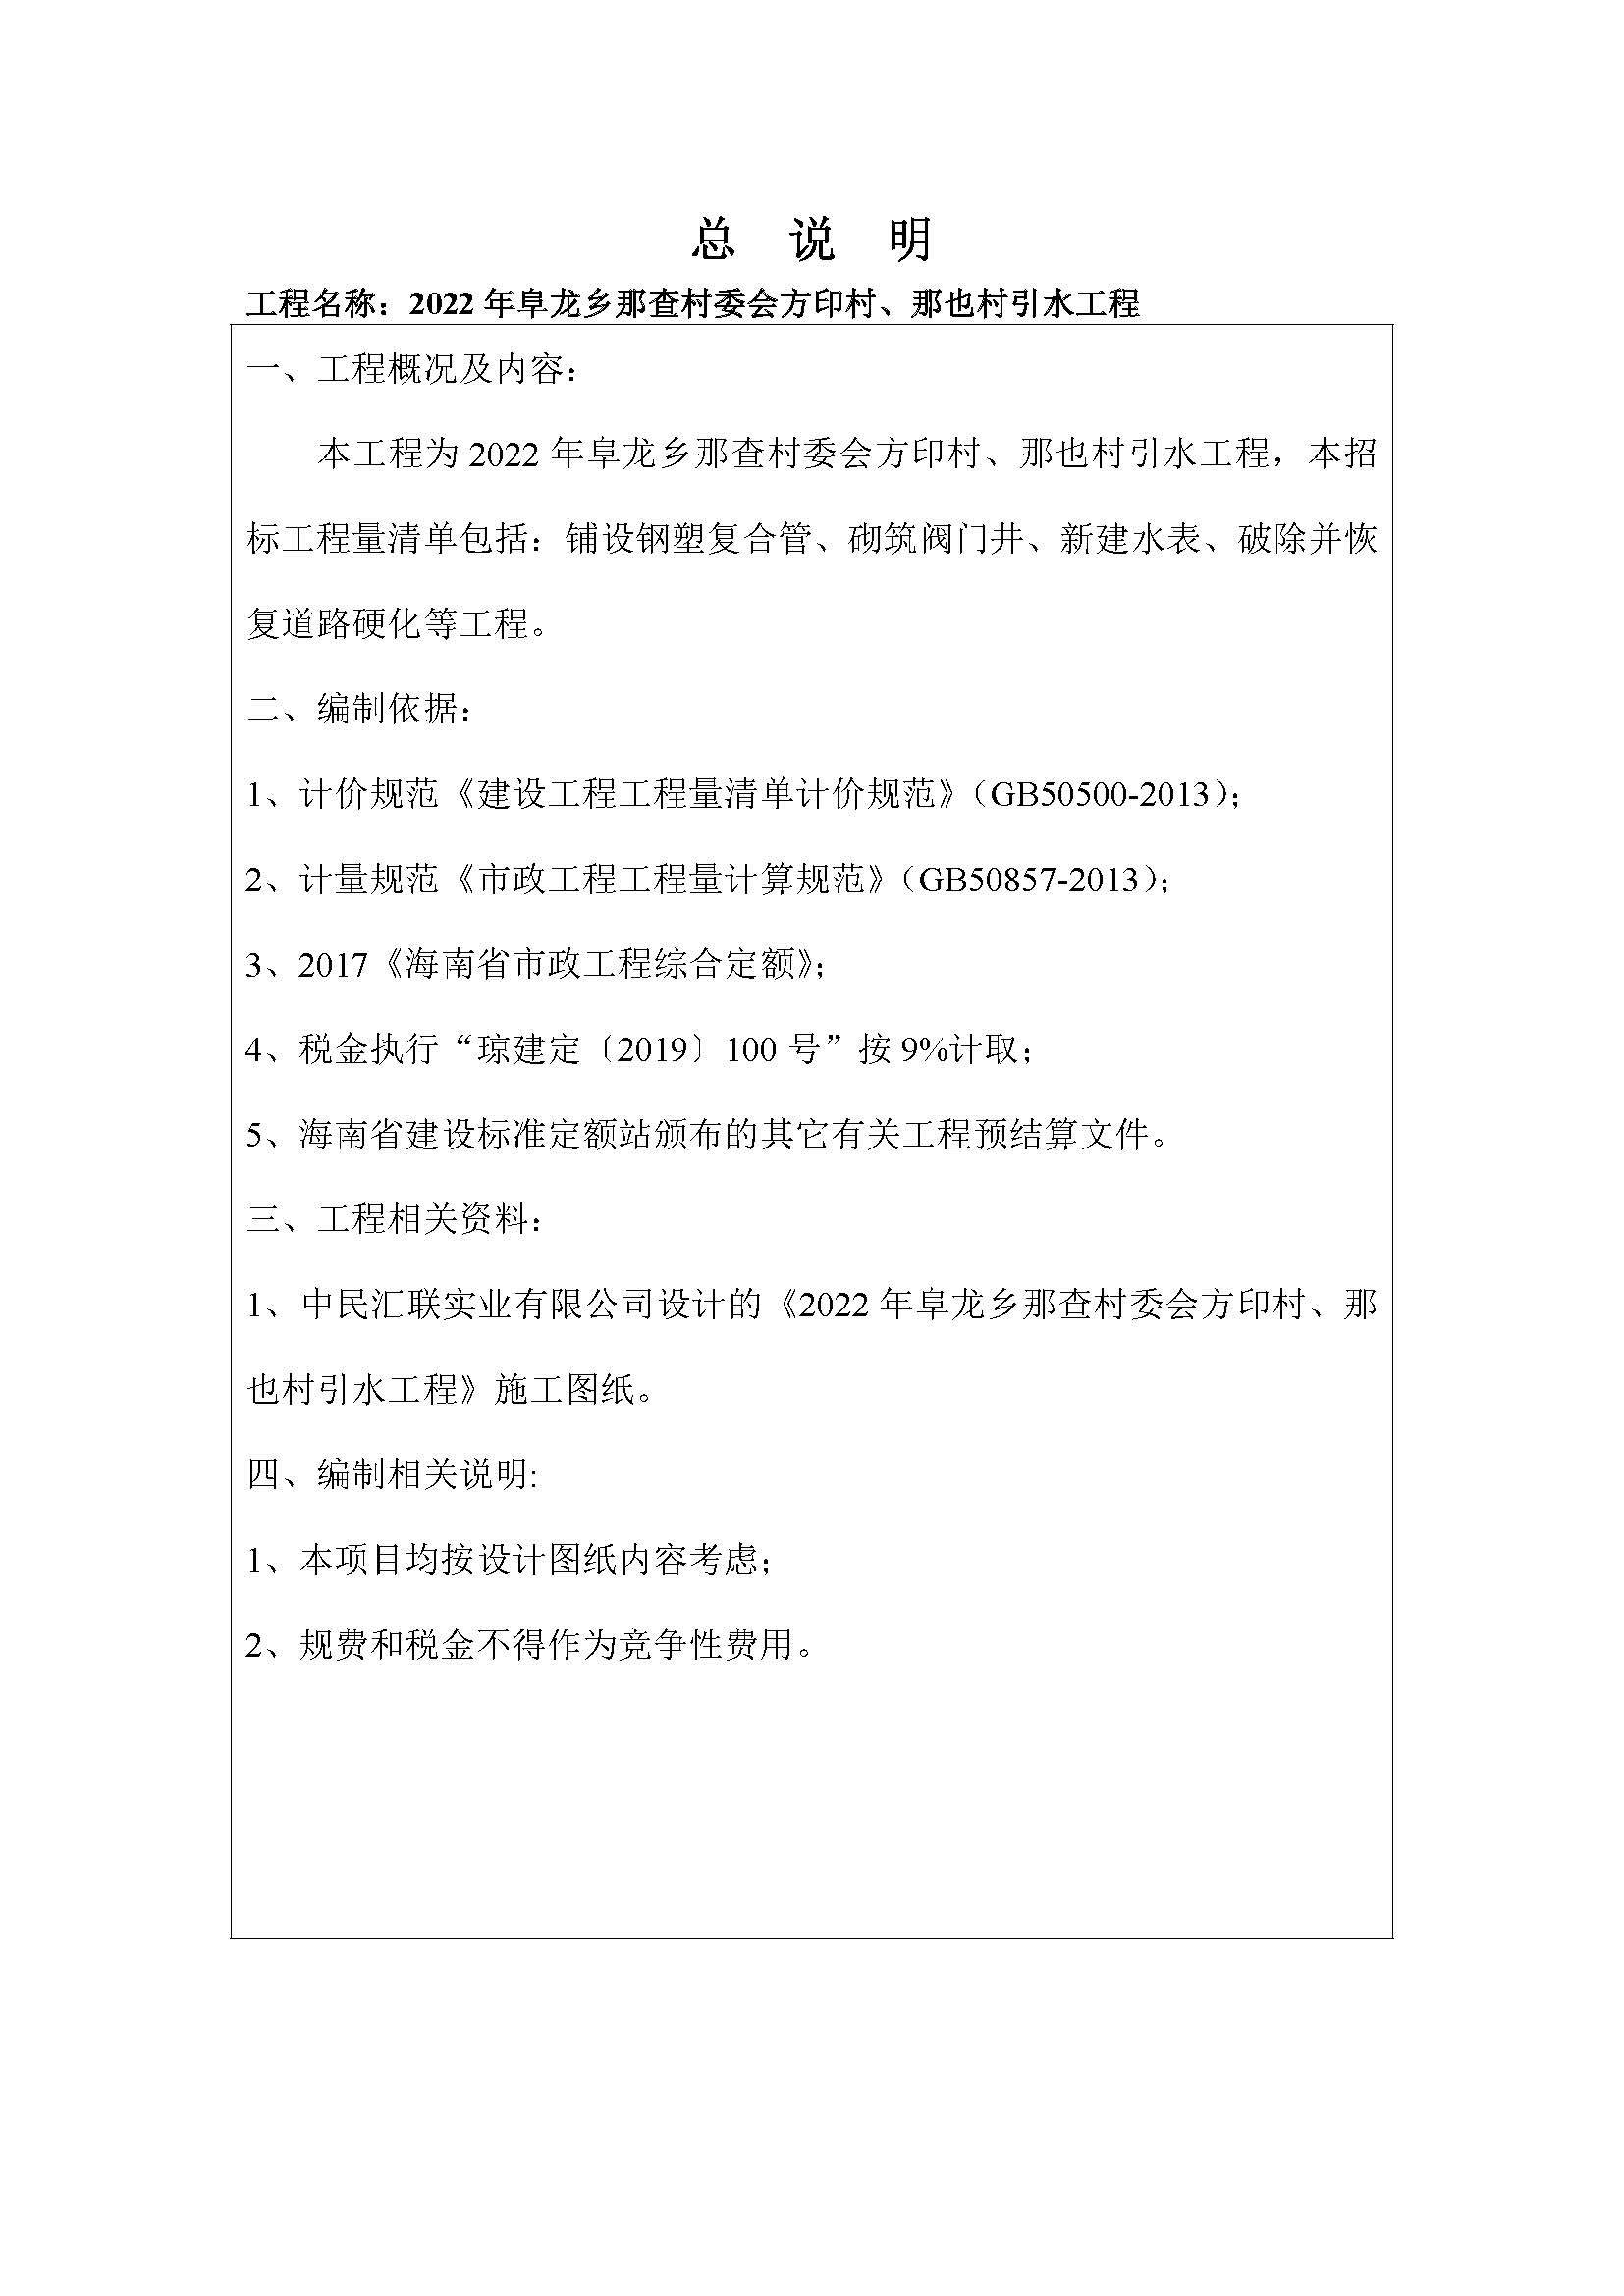 总 说 明
工程名称：2022 年阜龙乡那查村委会方印村、那也村引水工程
一、工程概况及内容：
本工程为 2022 年阜龙乡那查村委会方印村、那也村引水工程，本招
标工程量清单包括：铺设钢塑复合管、砌筑阀门井、新建水表、破除并恢
复道路硬化等工程。
二、编制依据：
1、计价规范《建设工程工程量清单计价规范》（GB50500-2013）；
2、计量规范《市政工程工程量计算规范》（GB50857-2013）；
3、2017《海南省市政工程综合定额》；
4、税金执行“琼建定〔2019〕100 号”按 9%计取；
5、海南省建设标准定额站颁布的其它有关工程预结算文件。
三、工程相关资料：
1、中民汇联实业有限公司设计的《2022 年阜龙乡那查村委会方印村、那
也村引水工程》施工图纸。
四、编制相关说明:
1、本项目均按设计图纸内容考虑；
2、规费和税金不得作为竞争性费用。